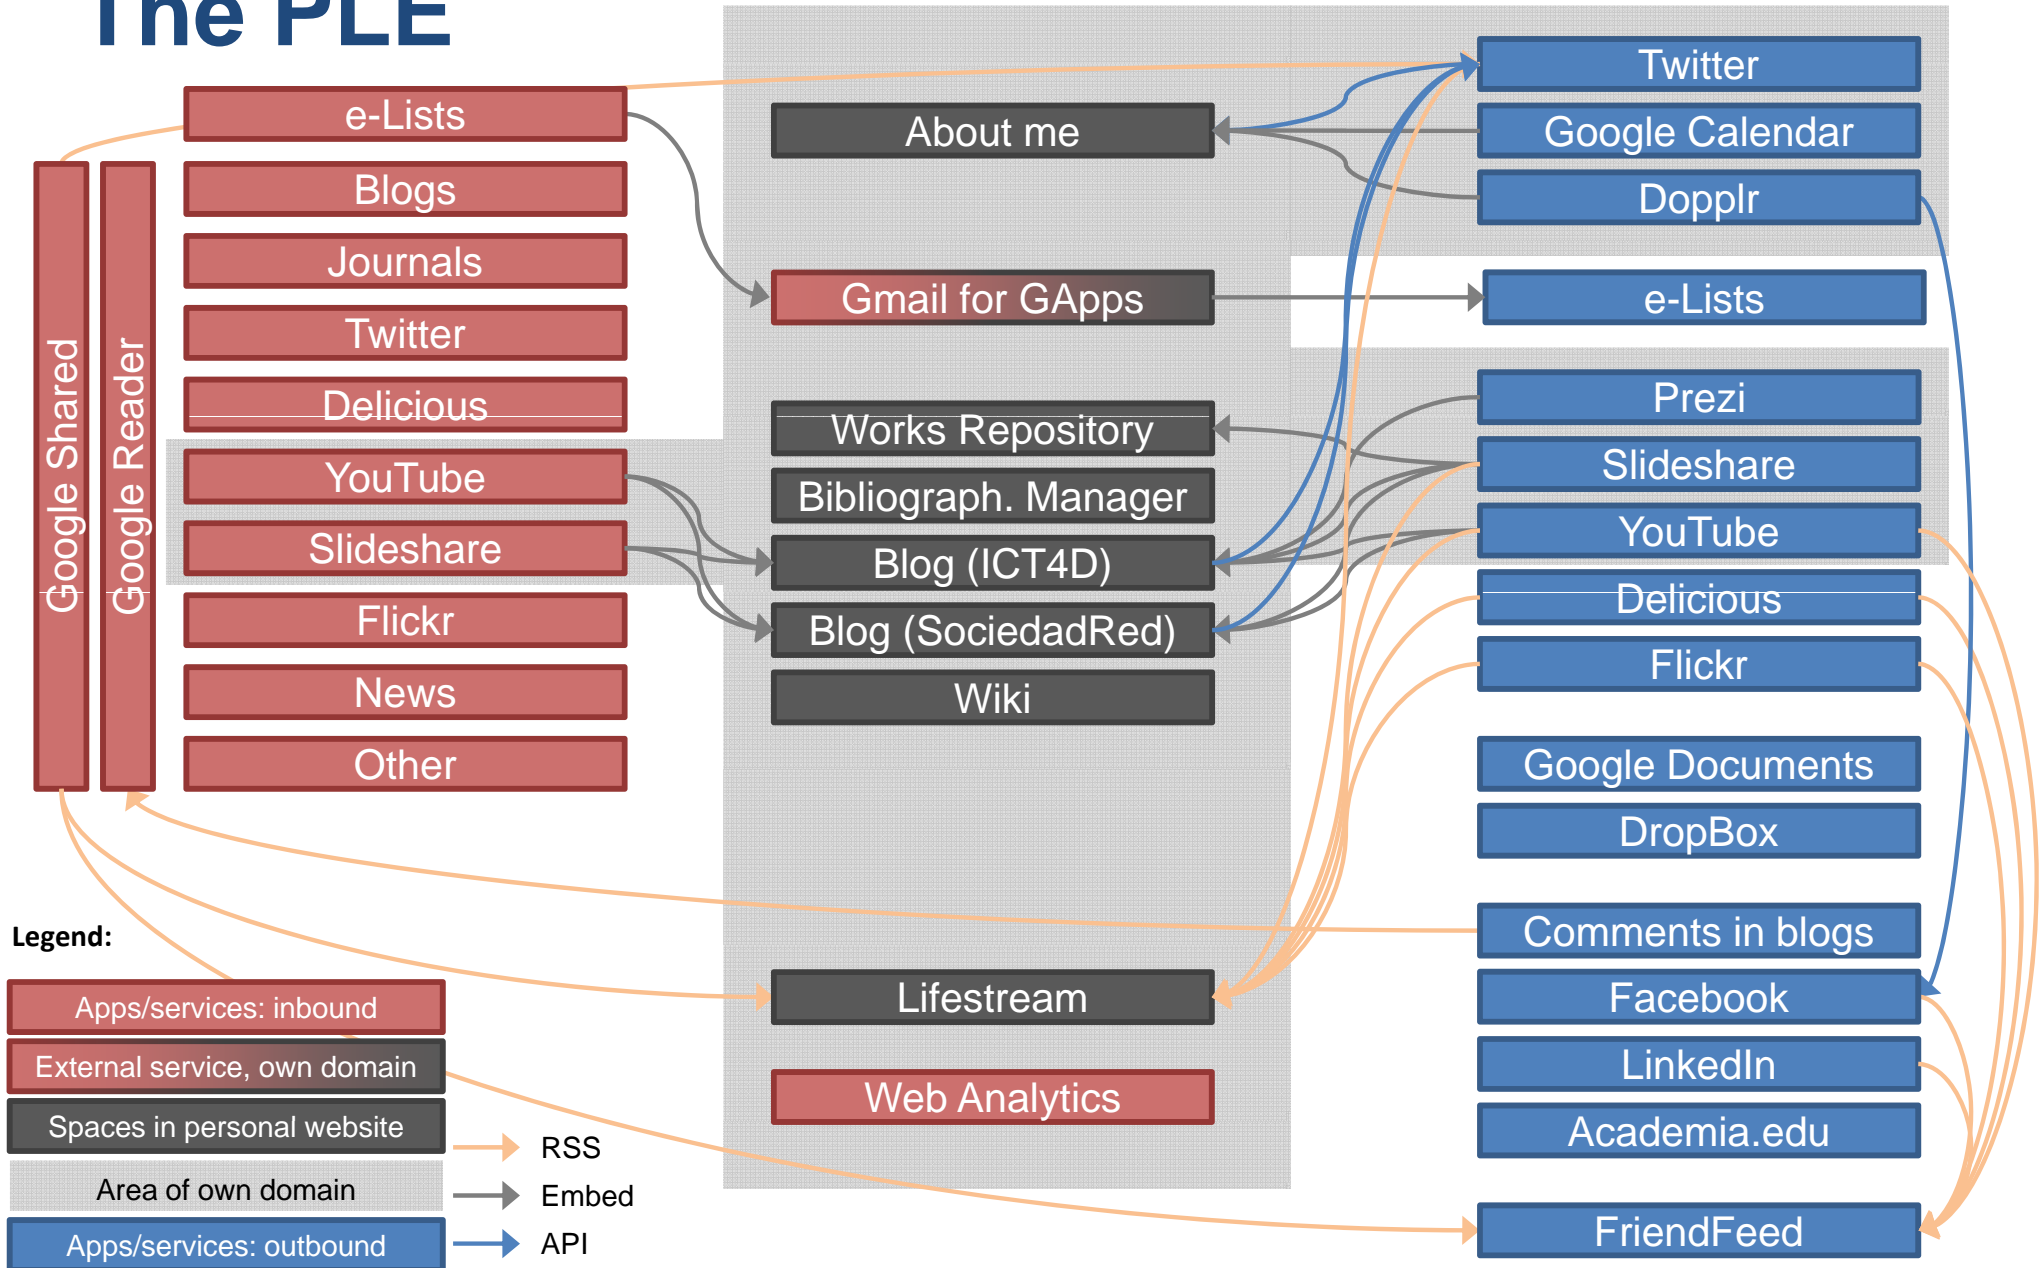 The PLE
Google Shared
Google Reader
e-Lists
Blogs
Journals
Twitter
Delicious
YouTube
Slideshare
Flickr
News
Other
About me
Gmail for GApps
Works Repository
Bibliograph. Manager
Blog (ICT4D)
Blog (SociedadRed)
Wiki
Lifestream
Web Analytics
Twitter
Google Calendar
Dopplr
e-Lists
Prezi
Slideshare
YouTube
Delicious
Flickr
Google Documents
DropBox
Comments in blogs
Facebook
LinkedIn
Academia.edu
FriendFeed
Legend:
Apps/services: inbound
External service, own domain
Spaces in personal website
Area of own domain
Apps/services: outbound
RSS
Embed
API